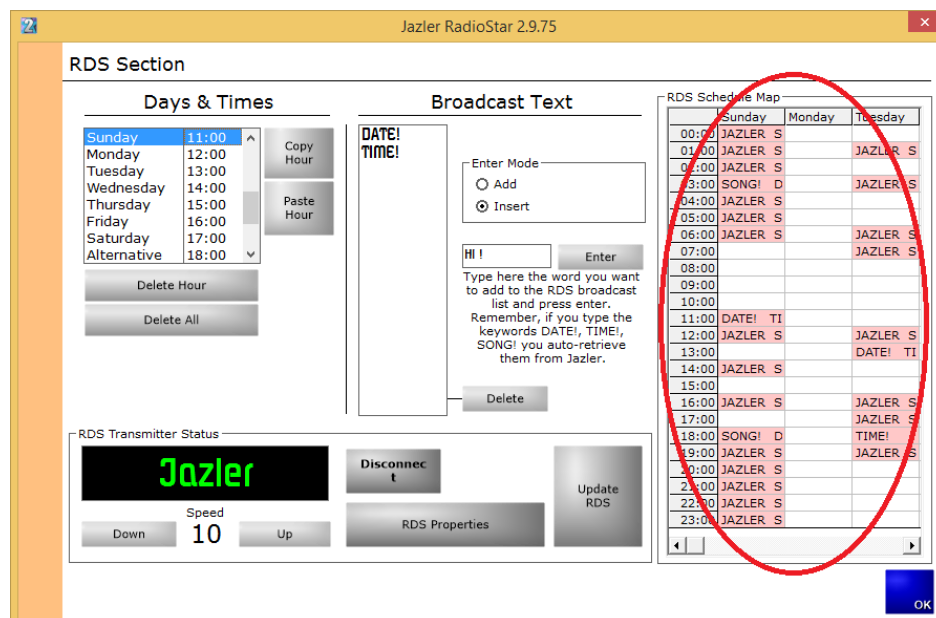 Jazler RadioStar 2.9.75
RDS Section
Days & Times
Sunday 11:00
Monday 12:00
Tuesday 13:00
Wednesday 14:00
Thursday 15:00
Friday 16:00
Saturday 17:00
Alternative 18:00
Copy
Hour
Paste
Hour
Delete Hour
Delete All
Broadcast Text
DATE!
TIME!
Enter Mode
Add
Insert
HI !
Enter
Type here the word you want
to add to the RDS broadcast
list and press enter.
Remember, if you type the
keywords DATE!, TIME!,
SONG! you auto-retrieve
them from Jazler.
Delete
RDS Schedule Map
Sunday Monday Tuesday
00:00 JAZLER S
01:00 JAZLER S JAZLER S
02:00 JAZLER S
03:00 SONG! D JAZLER S
04:00 JAZLER S
05:00 JAZLER S
06:00 JAZLER S JAZLER S
07:00 JAZLER S
08:00
09:00
10:00
11:00 DATE! TI
12:00 JAZLER S JAZLER S
13:00 DATE! TI
14:00 JAZLER S
15:00
16:00 JAZLER S JAZLER S
17:00 JAZLER S
18:00 SONG! D TIME!
19:00 JAZLER S JAZLER S
20:00 JAZLER S
21:00 JAZLER S
22:00 JAZLER S
23:00 JAZLER S
RDS Transmitter Status
Jazler
Speed
Down 10 Up
Disconnec
t
RDS Properties
Update
RDS
OK